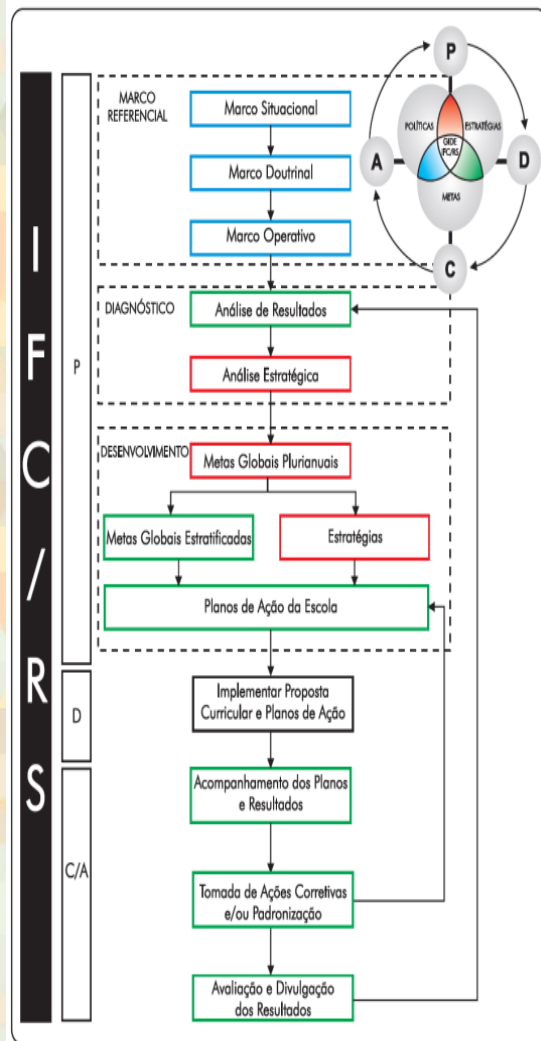 I
F
C
/
R
S
P
D
C/A
MARCO
REFERENCIAL
Marco Situacional
Marco Doutrinal
Marco Operativo
DIAGNÓSTICO
Análise de Resultados
Análise Estratégica
DESENVOLVIMENTO
Metas Globais Plurianuais
Metas Globais Estratificadas
Estratégias
Planos de Ação da Escola
Implementar Proposta
Curricular e Planos de Ação
Acompanhamento dos Planos
e Resultados
Tomada de Ações Corretivas
e/ou Padronização
Avaliação e Divulgação
dos Resultados
P
POLÍTICAS
ESTRATÉGIAS
GIDE
IFC/RS
A
D
METAS
C